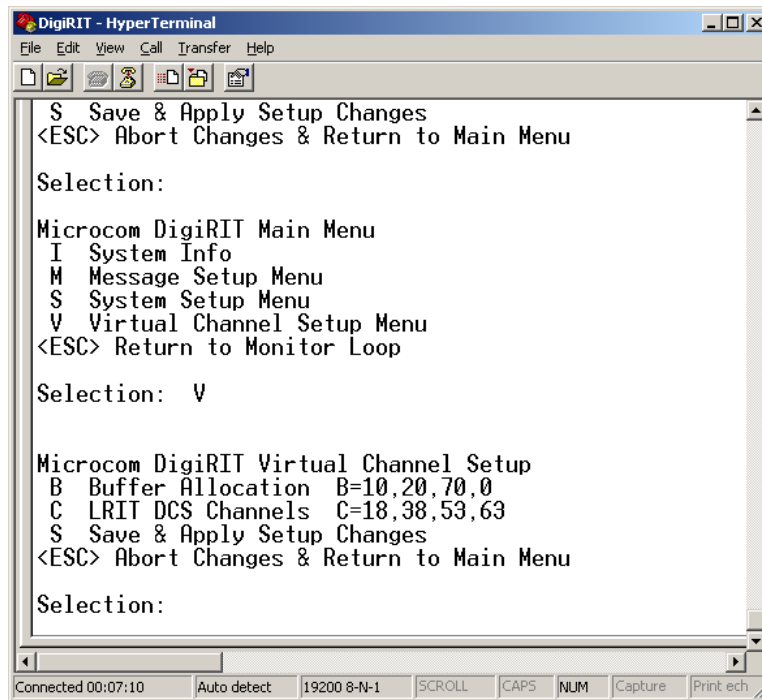 DigiRIT - HyperTerminal
File Edit View Call Transfer Help
S Save & Apply Setup Changes
<ESC> Abort Changes & Return to Main Menu
Selection:
Microcom DigiRIT Main Menu
I System Info
M Message Setup Menu
S System Setup Menu
V Virtual Channel Setup Menu
<ESC> Return to Monitor Loop
Selection: V
Microcom DigiRIT Virtual Channel Setup
B Buffer Allocation B=10,20,70,0
C LRIT DCS Channels C=18,38,53,63
S Save & Apply Setup Changes
<ESC> Abort Changes & Return to Main Menu
Selection:
Connected 00:07:10 Auto detect 19200 8-N-1 SCROLL CAPS NUM Capture Print ech